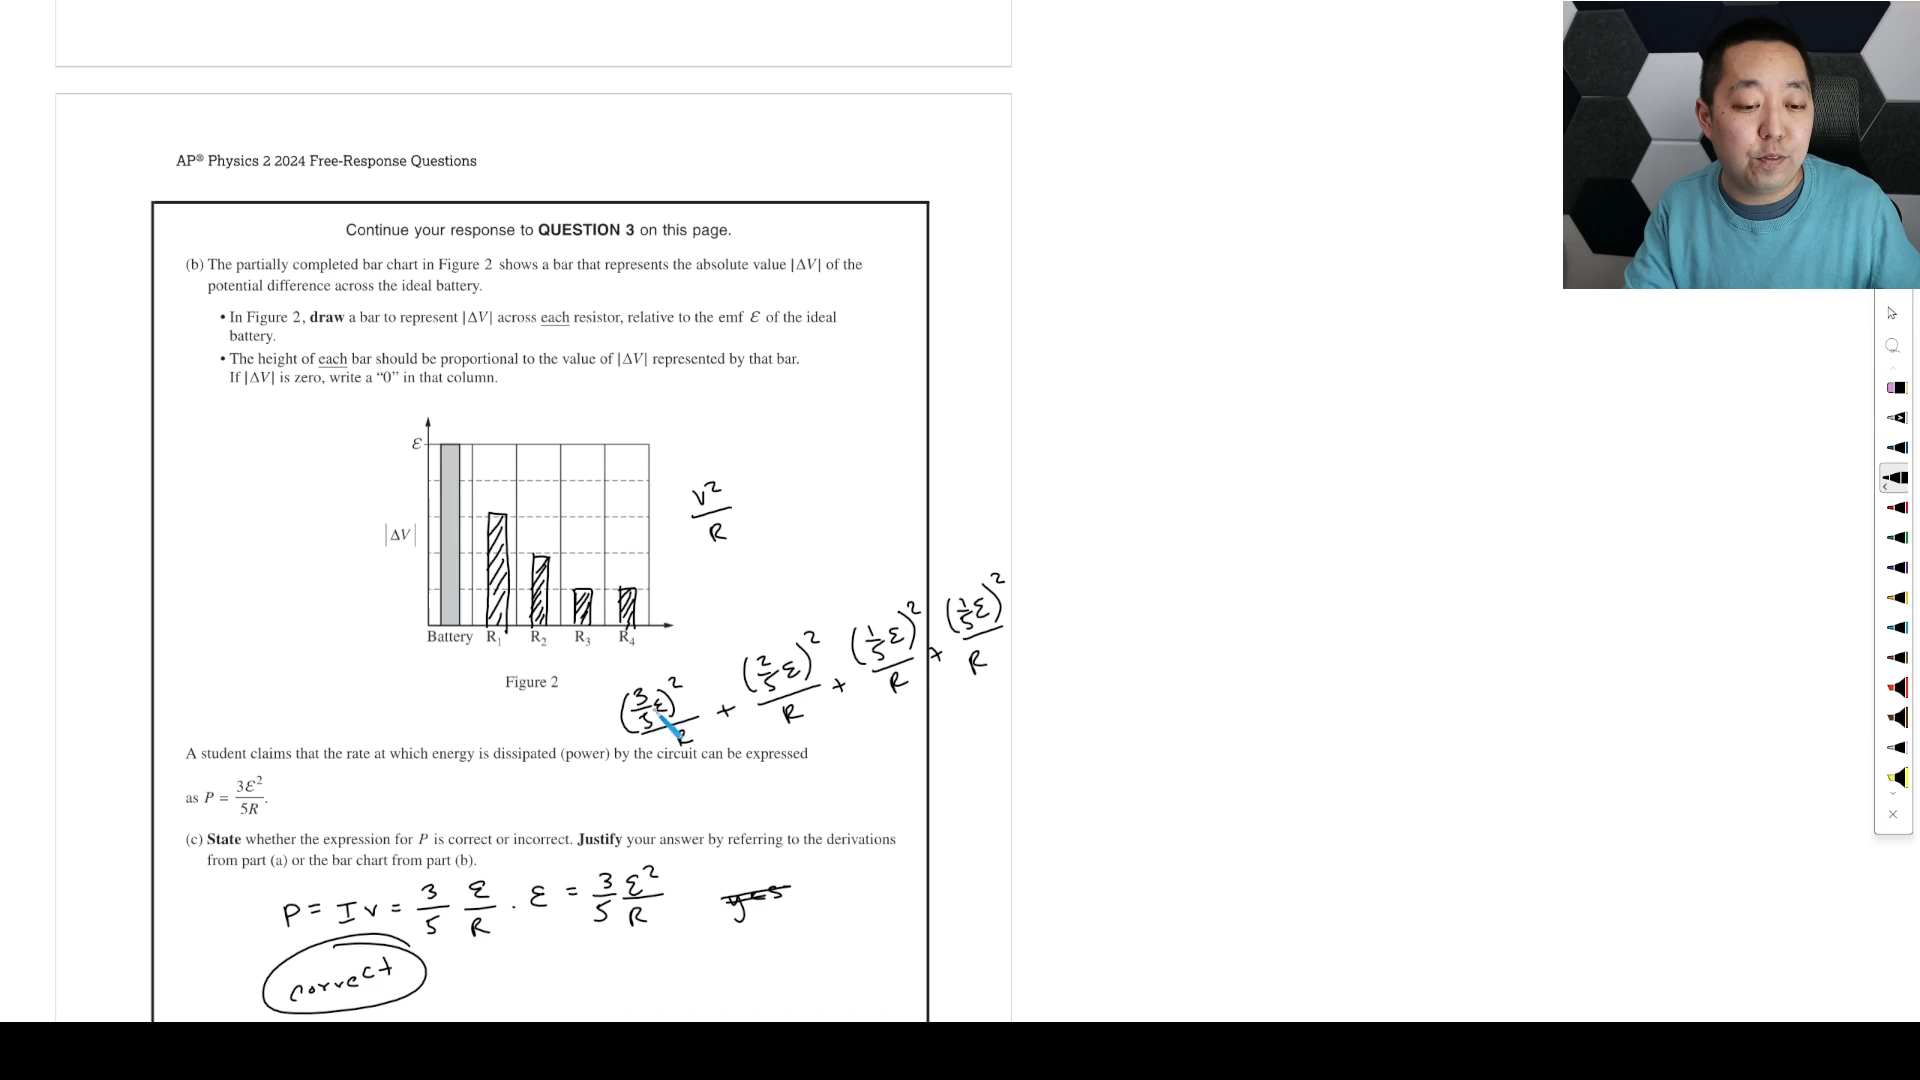 AP® Physics 2 2024 Free-Response Questions
Continue your response to QUESTION 3 on this page.
(b) The partially completed bar chart in Figure 2 shows a bar that represents the absolute value |ΔV| of the
potential difference across the ideal battery.
• In Figure 2, draw a bar to represent |ΔV| across each resistor, relative to the emf ℰ of the ideal
battery.
• The height of each bar should be proportional to the value of |ΔV| represented by that bar.
If |ΔV| is zero, write a “0” in that column.
ℰ
|ΔV|
Battery R₁ R₂ R₃ R₄
Figure 2
V²/R
(3/5 ℰ)²/R + (2/5 ℰ)²/R + (1/5 ℰ)²/R + (1/5 ℰ)²/R
A student claims that the rate at which energy is dissipated (power) by the circuit can be expressed
as P = 3ℰ²/5R.
(c) State whether the expression for P is correct or incorrect. Justify your answer by referring to the derivations
from part (a) or the bar chart from part (b).
P = IV = 3/5 ℰ/R · ℰ = 3/5 ℰ²/R yes
correct